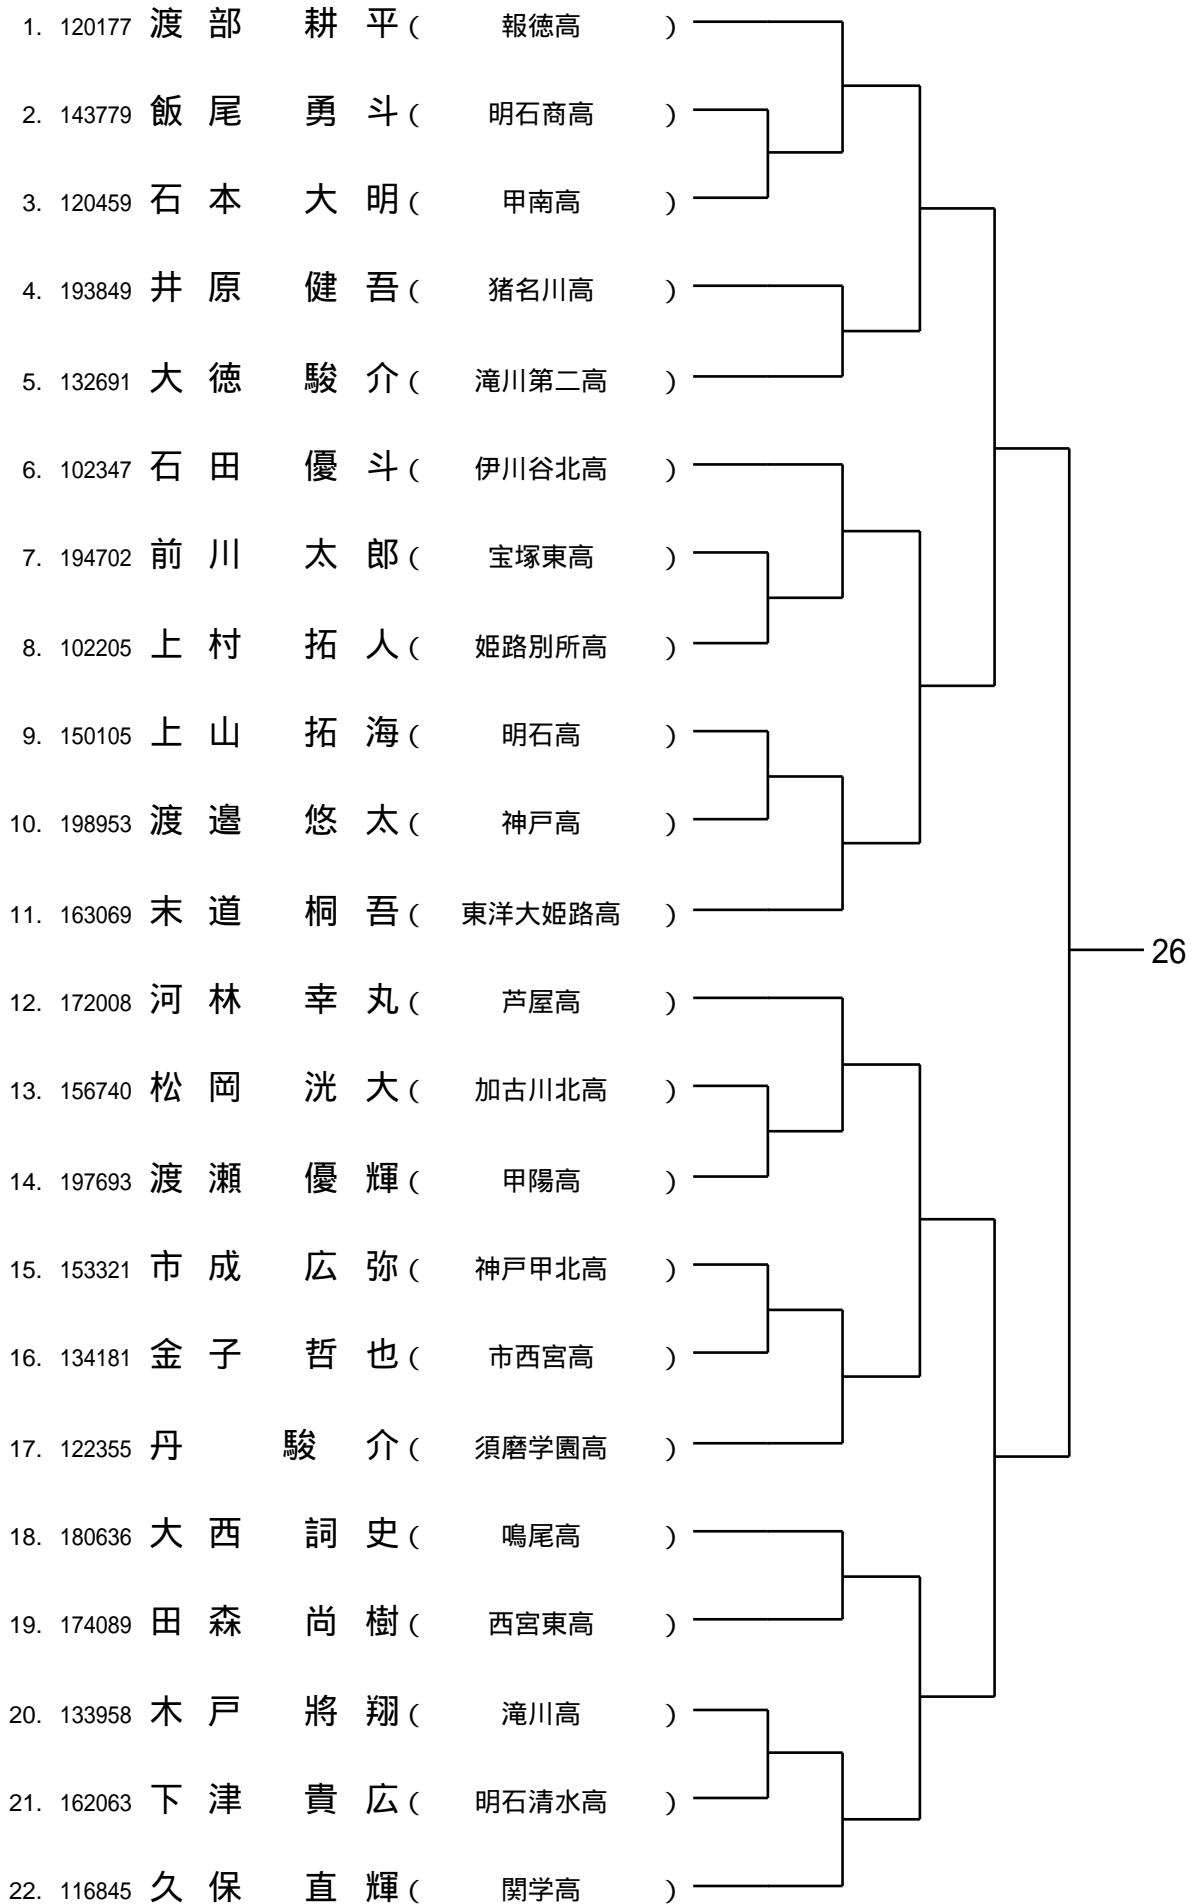 1. 120177 渡部 耕平( 報徳高 )
2. 143779 飯尾 勇斗( 明石商高 )
3. 120459 石本 大明( 甲南高 )
4. 193849 井原 健吾( 猪名川高 )
5. 132691 大徳 駿介( 滝川第二高 )
6. 102347 石田 優斗( 伊川谷北高 )
7. 194702 前川 太郎( 宝塚東高 )
8. 102205 上村 拓人( 姫路別所高 )
9. 150105 上山 拓海( 明石高 )
10. 198953 渡邉 悠太( 神戸高 )
11. 163069 末道 桐吾( 東洋大姫路高 )
26
12. 172008 河林 幸丸( 芦屋高 )
13. 156740 松岡 洸大( 加古川北高 )
14. 197693 渡瀬 優輝( 甲陽高 )
15. 153321 市成 広弥( 神戸甲北高 )
16. 134181 金子 哲也( 市西宮高 )
17. 122355 丹 駿介( 須磨学園高 )
18. 180636 大西 詞史( 鳴尾高 )
19. 174089 田森 尚樹( 西宮東高 )
20. 133958 木戸 將翔( 滝川高 )
21. 162063 下津 貴広( 明石清水高 )
22. 116845 久保 直輝( 関学高 )